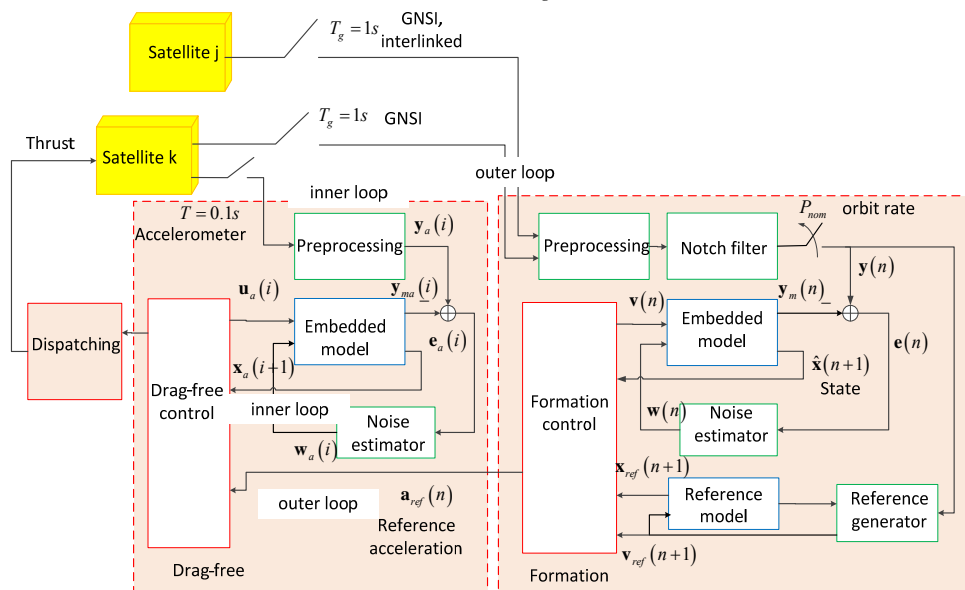 Satellite j
T_g = 1s
GNSI,
interlinked
Satellite k
T_g = 1s
GNSI
Thrust
outer loop
inner loop
T = 0.1s
Accelerometer
Preprocessing
y_a(i)
Preprocessing
Notch filter
P_nom
orbit rate
y(n)
u_a(i)
y_ma(i)
−
v(n)
y_m(n)
−
Dispatching
Embedded
model
e_a(i)
Embedded
model
e(n)
x_a(i+1)
x̂(n+1)
State
Drag-free
control
inner loop
Formation
control
w(n)
Noise
estimator
Noise
estimator
w_a(i)
x_ref(n+1)
outer loop
a_ref(n)
Reference
acceleration
Reference
model
Reference
generator
v_ref(n+1)
Drag-free
Formation